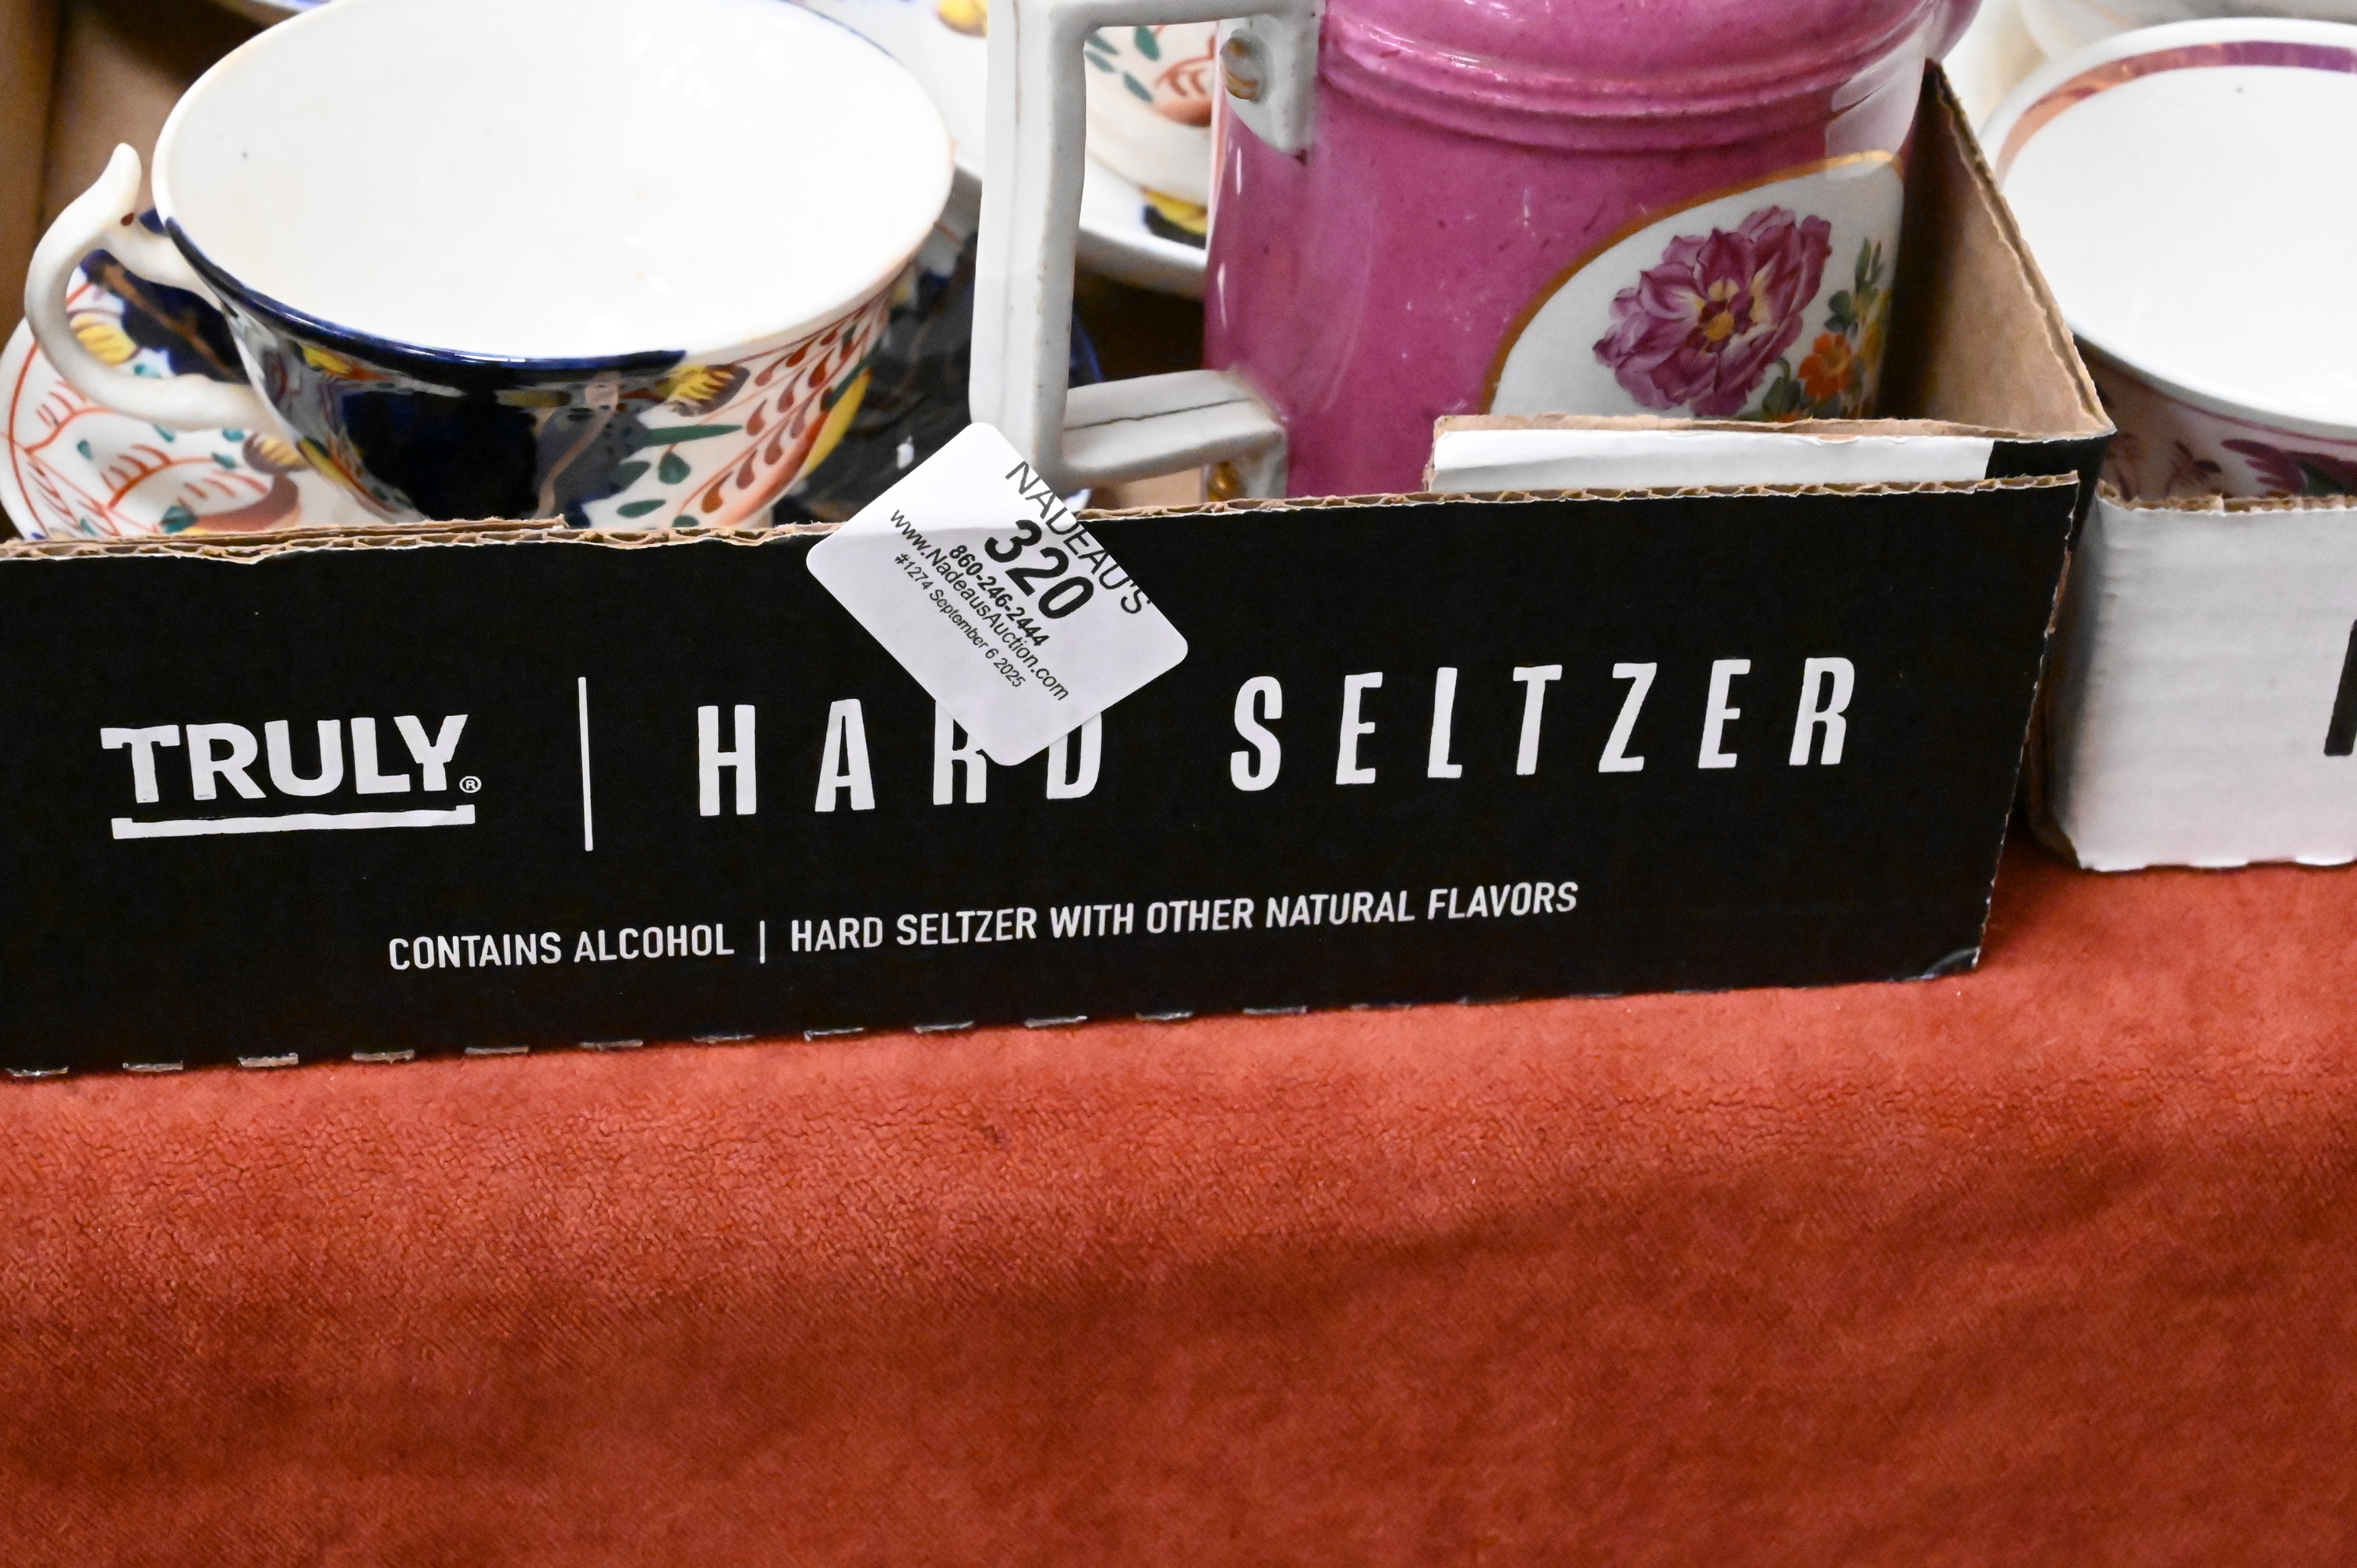 NADEAU'S
320
860-246-2444
www.NadeausAuction.com
#1274 September 6 2025
TRULY® | HARD SELTZER
CONTAINS ALCOHOL | HARD SELTZER WITH OTHER NATURAL FLAVORS